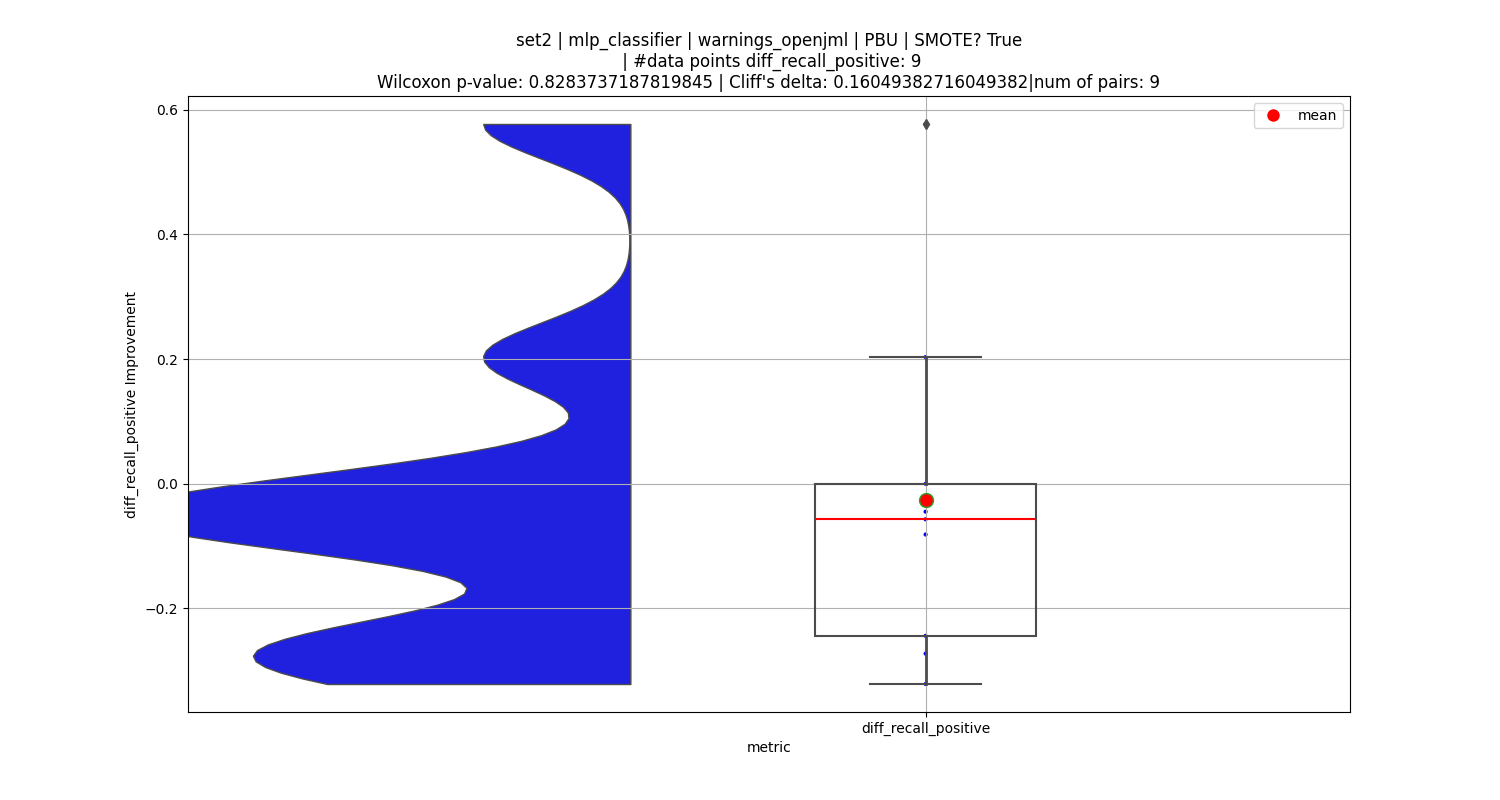 set2 | mlp_classifier | warnings_openjml | PBU | SMOTE? True
| #data points diff_recall_positive: 9
Wilcoxon p-value: 0.8283737187819845 | Cliff's delta: 0.16049382716049382|num of pairs: 9
mean
0.6
0.4
0.2
0.0
−0.2
diff_recall_positive Improvement
diff_recall_positive
metric